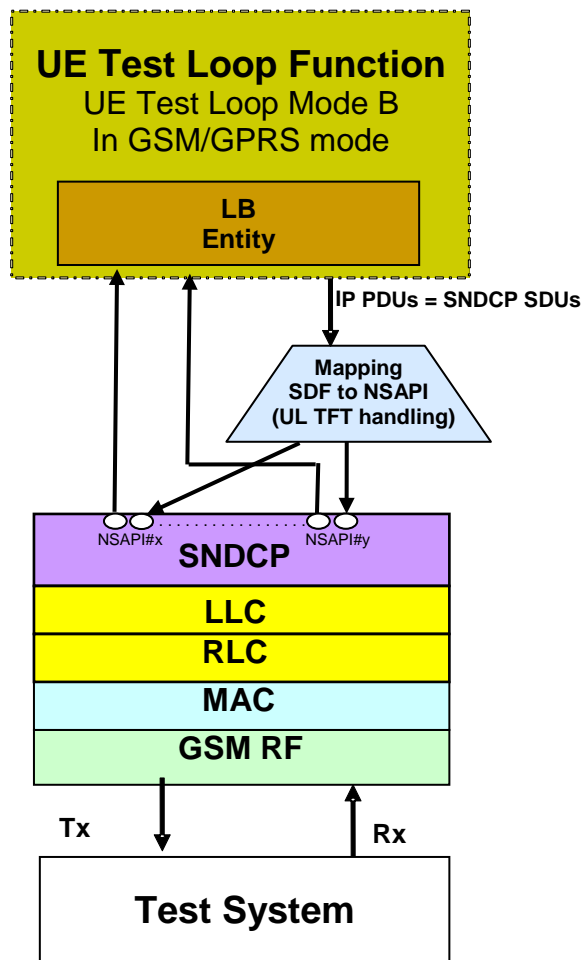 UE Test Loop Function
UE Test Loop Mode B
In GSM/GPRS mode
LB
Entity
IP PDUs = SNDCP SDUs
Mapping
SDF to NSAPI
(UL TFT handling)
NSAPI#x
NSAPI#y
SNDCP
LLC
RLC
MAC
GSM RF
Tx
Rx
Test System